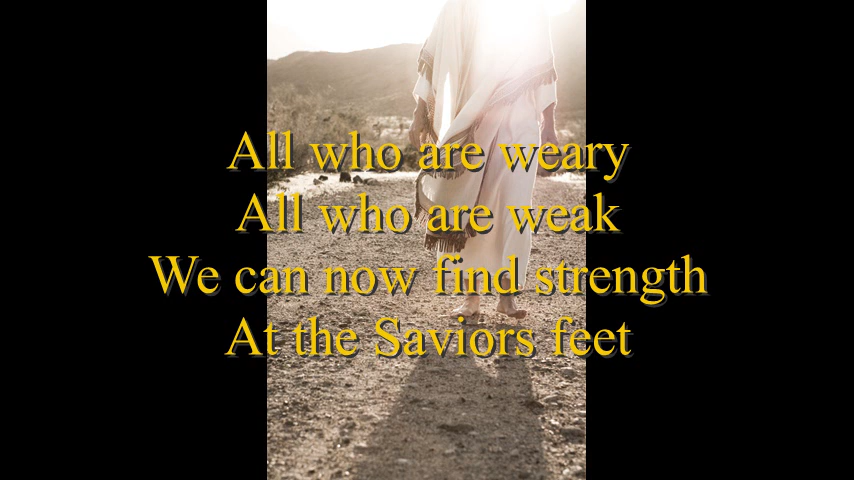 All who are weary
All who are weak
We can now find strength
At the Saviors feet